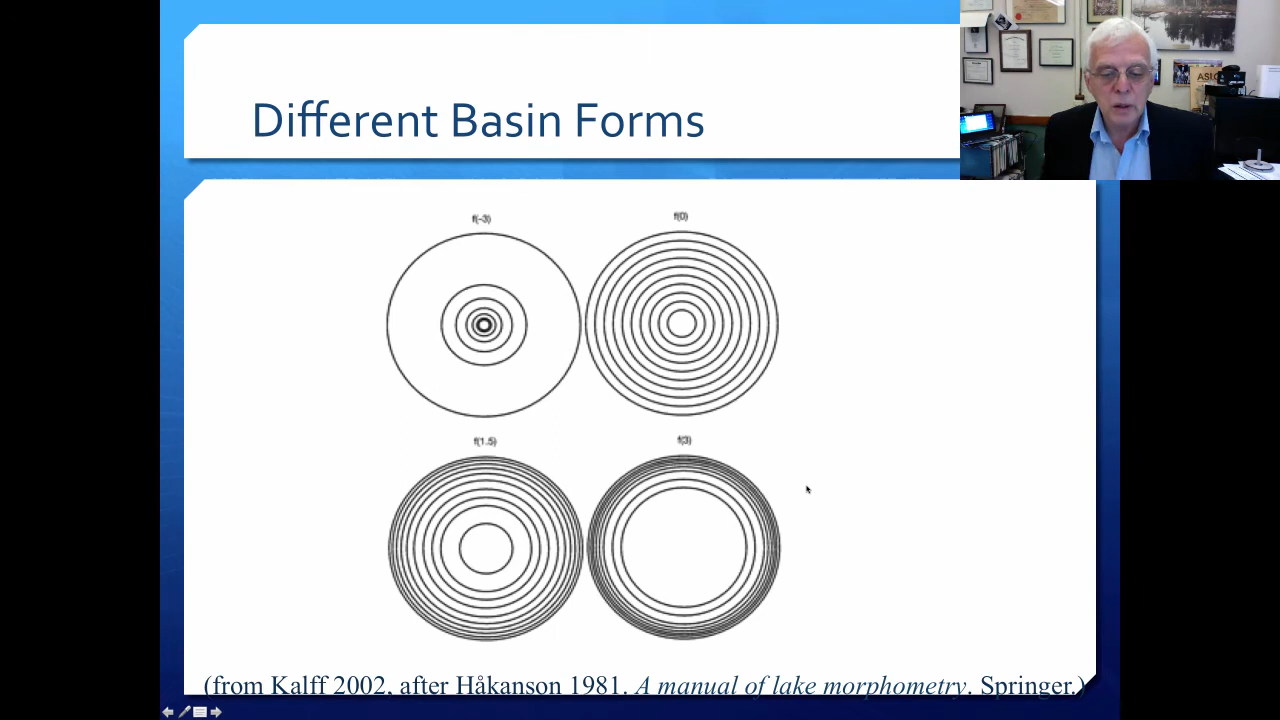 Different Basin Forms
f(-3)
f(0)
f(1.5)
f(3)
(from Kalff 2002, after Håkanson 1981. A manual of lake morphometry. Springer.)